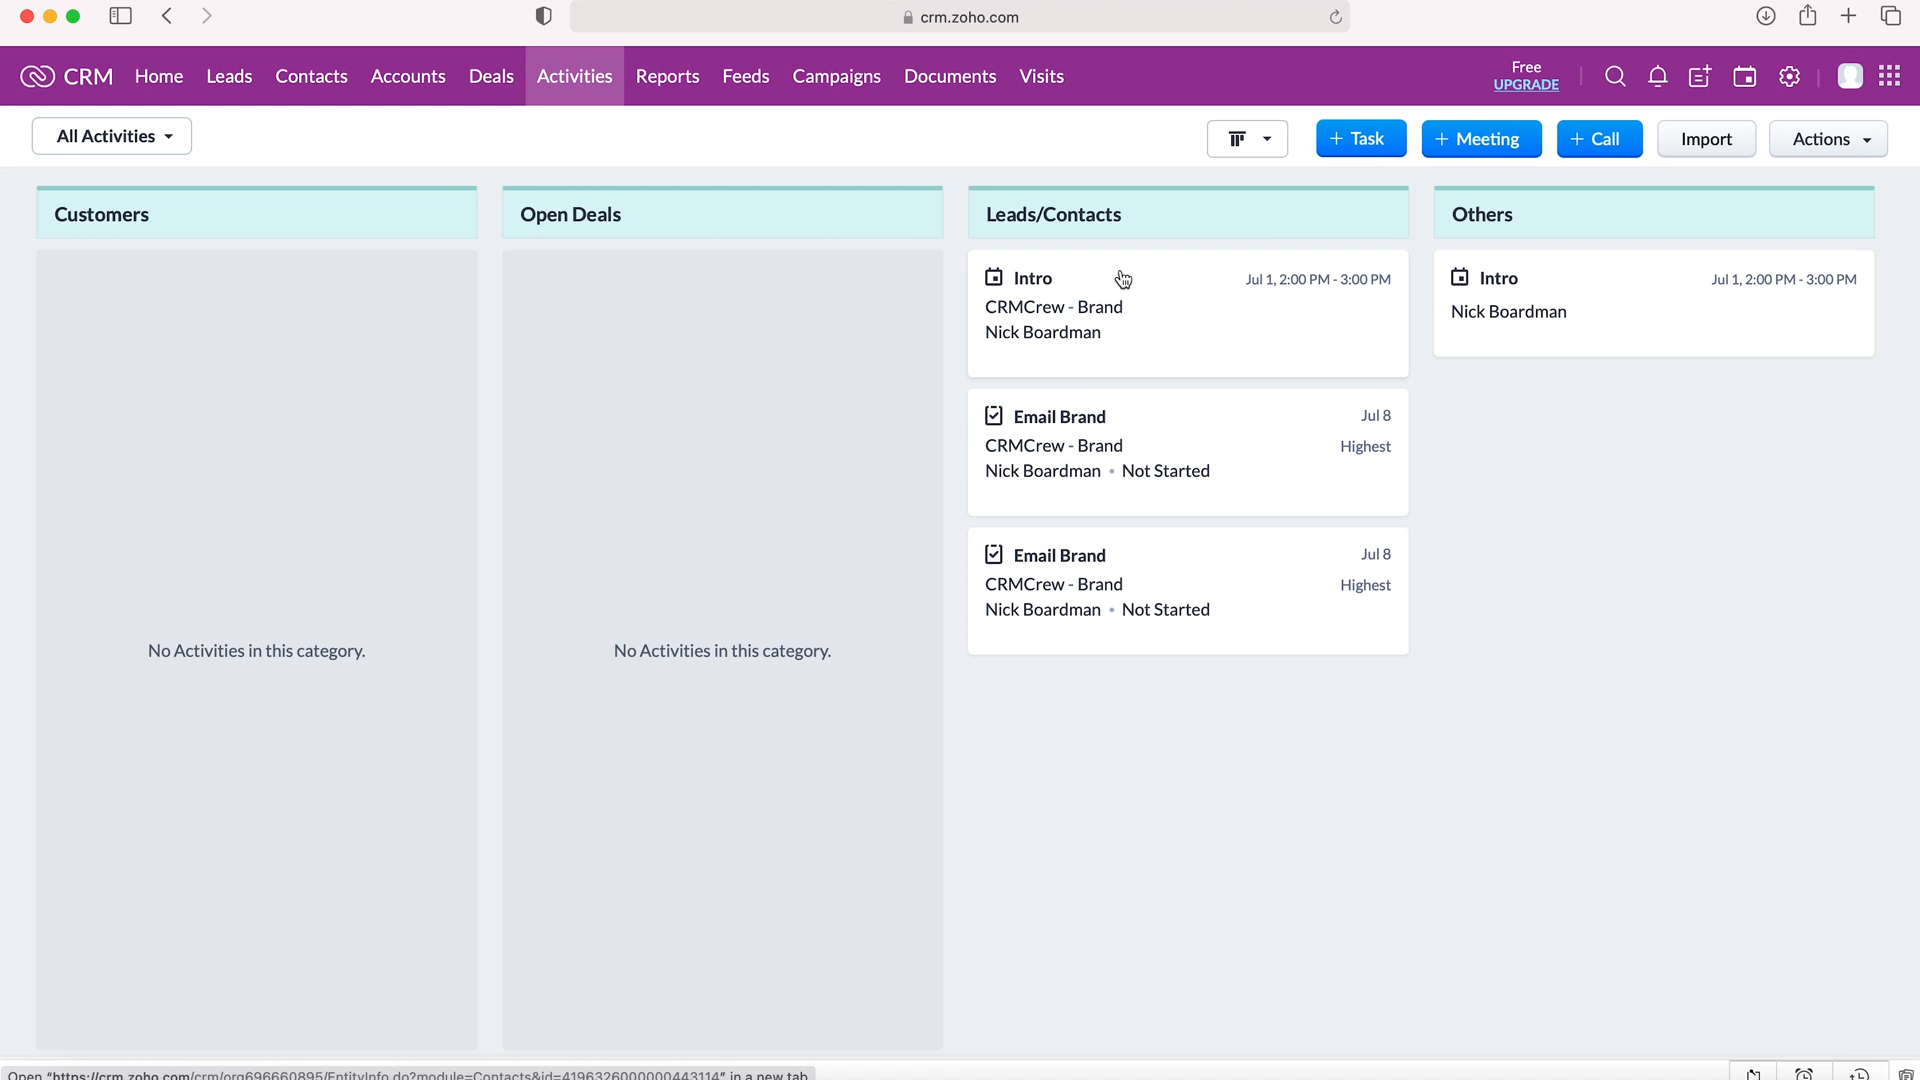 crm.zoho.com
CRM Home Leads Contacts Accounts Deals Activities Reports Feeds Campaigns Documents Visits
Free
UPGRADE
All Activities
+ Task
+ Meeting
+ Call
Import
Actions
Customers
No Activities in this category.
Open Deals
No Activities in this category.
Leads/Contacts
Intro Jul 1, 2:00 PM - 3:00 PM
CRMCrew - Brand
Nick Boardman
Email Brand Jul 8
CRMCrew - Brand Highest
Nick Boardman • Not Started
Email Brand Jul 8
CRMCrew - Brand Highest
Nick Boardman • Not Started
Others
Intro Jul 1, 2:00 PM - 3:00 PM
Nick Boardman
Open "https://crm.zoho.com/crm/org696660895/EntityInfo.do?module=Contacts&id=4196326000000443114" in a new tab